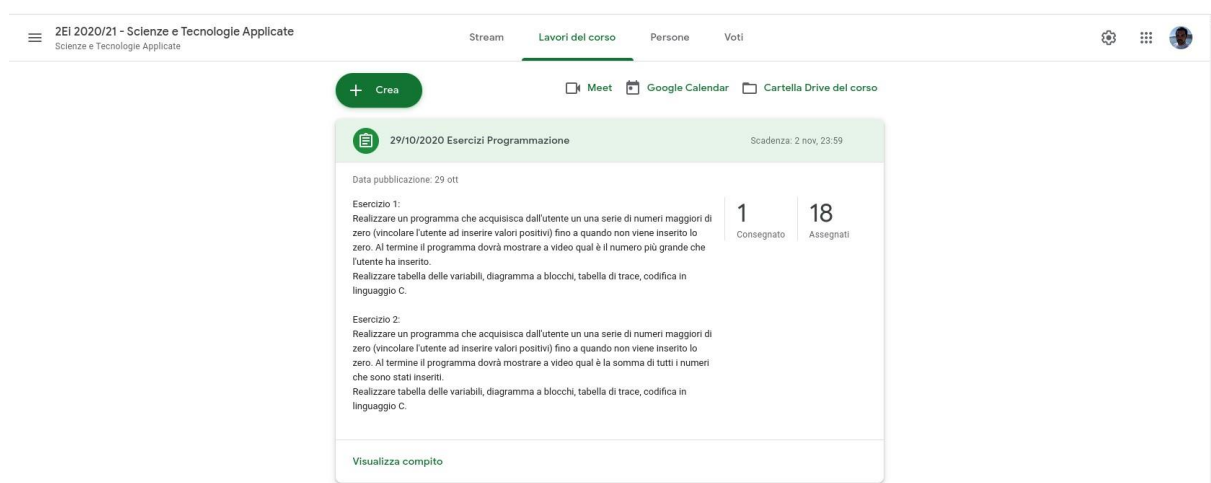 2EI 2020/21 - Scienze e Tecnologie Applicate
Scienze e Tecnologie Applicate
Stream
Lavori del corso
Persone
Voti
Crea
Meet
Google Calendar
Cartella Drive del corso
29/10/2020 Esercizi Programmazione
Scadenza: 2 nov, 23:59
Data pubblicazione: 29 ott
Esercizio 1:
Realizzare un programma che acquisisca dall'utente un una serie di numeri maggiori di
zero (vincolare l'utente ad inserire valori positivi) fino a quando non viene inserito lo
zero. Al termine il programma dovrà mostrare a video qual è il numero più grande che
l'utente ha inserito.
Realizzare tabella delle variabili, diagramma a blocchi, tabella di trace, codifica in
linguaggio C.
1
Consegnato
18
Assegnati
Esercizio 2:
Realizzare un programma che acquisisca dall'utente un una serie di numeri maggiori di
zero (vincolare l'utente ad inserire valori positivi) fino a quando non viene inserito lo
zero. Al termine il programma dovrà mostrare a video qual è la somma di tutti i numeri
che sono stati inseriti.
Realizzare tabella delle variabili, diagramma a blocchi, tabella di trace, codifica in
linguaggio C.
Visualizza compito